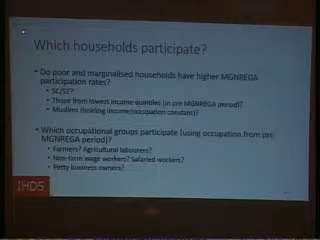 Which households participate?
• Do poor and marginalised households have higher MGNREGA
participation rates?
• SC/ST?
• Those from lowest income quintiles (in pre MGNREGA period)?
• Muslims (holding income/occupation constant)?
• Which occupational groups participate (using occupation from pre
MGNREGA period)?
• Farmers? Agricultural labourers?
• Non-farm wage workers? Salaried workers?
• Petty business owners?
IHDS